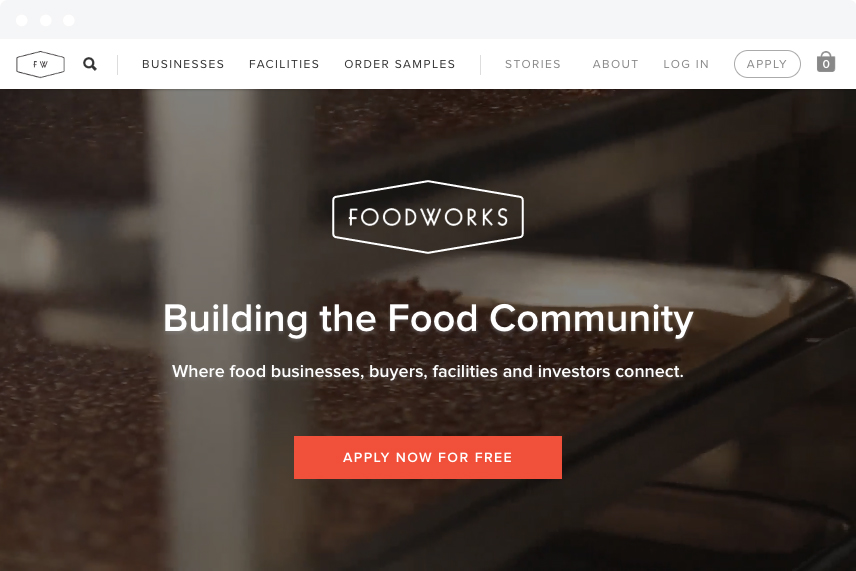 FW
BUSINESSES FACILITIES ORDER SAMPLES STORIES ABOUT LOG IN APPLY 0
FOODWORKS
Building the Food Community
Where food businesses, buyers, facilities and investors connect.
APPLY NOW FOR FREE